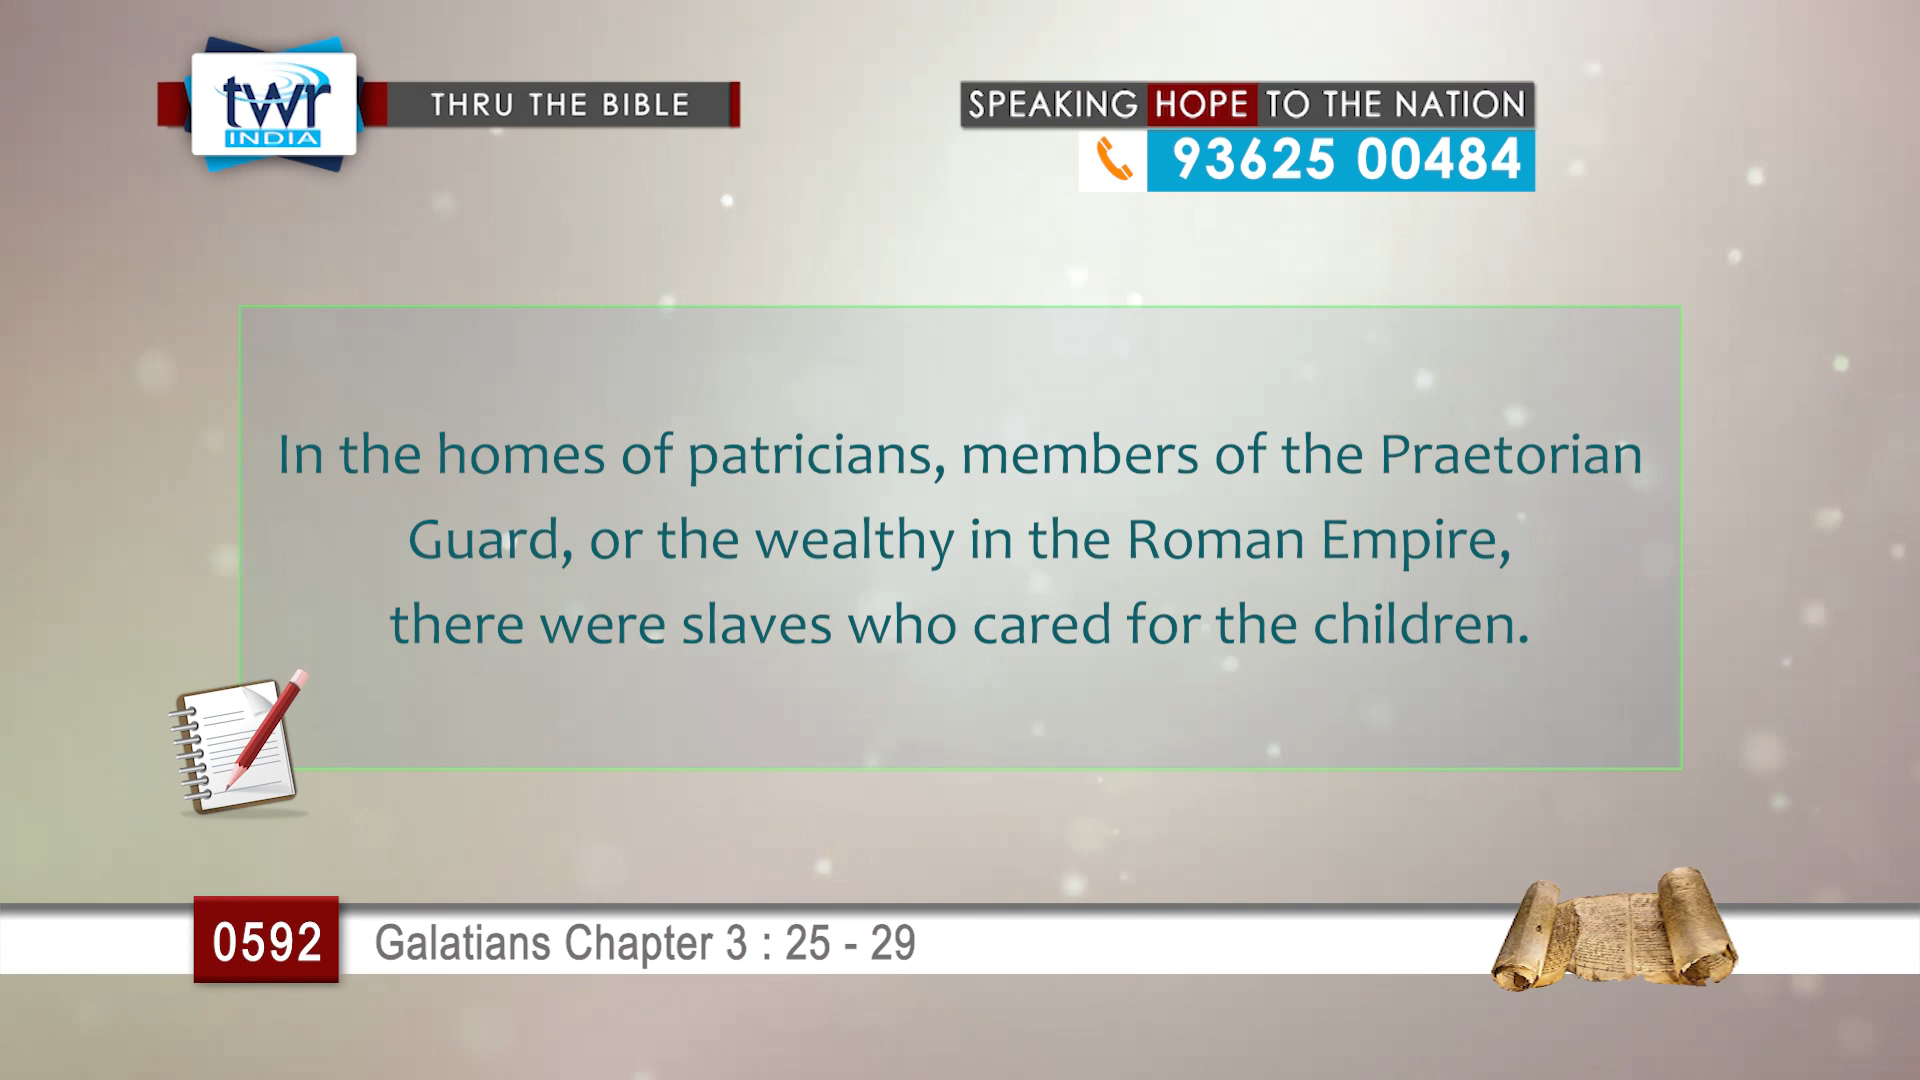 twr
INDIA
THRU THE BIBLE
SPEAKING HOPE TO THE NATION
93625 00484
In the homes of patricians, members of the Praetorian
Guard, or the wealthy in the Roman Empire,
there were slaves who cared for the children.
0592
Galatians Chapter 3 : 25 - 29